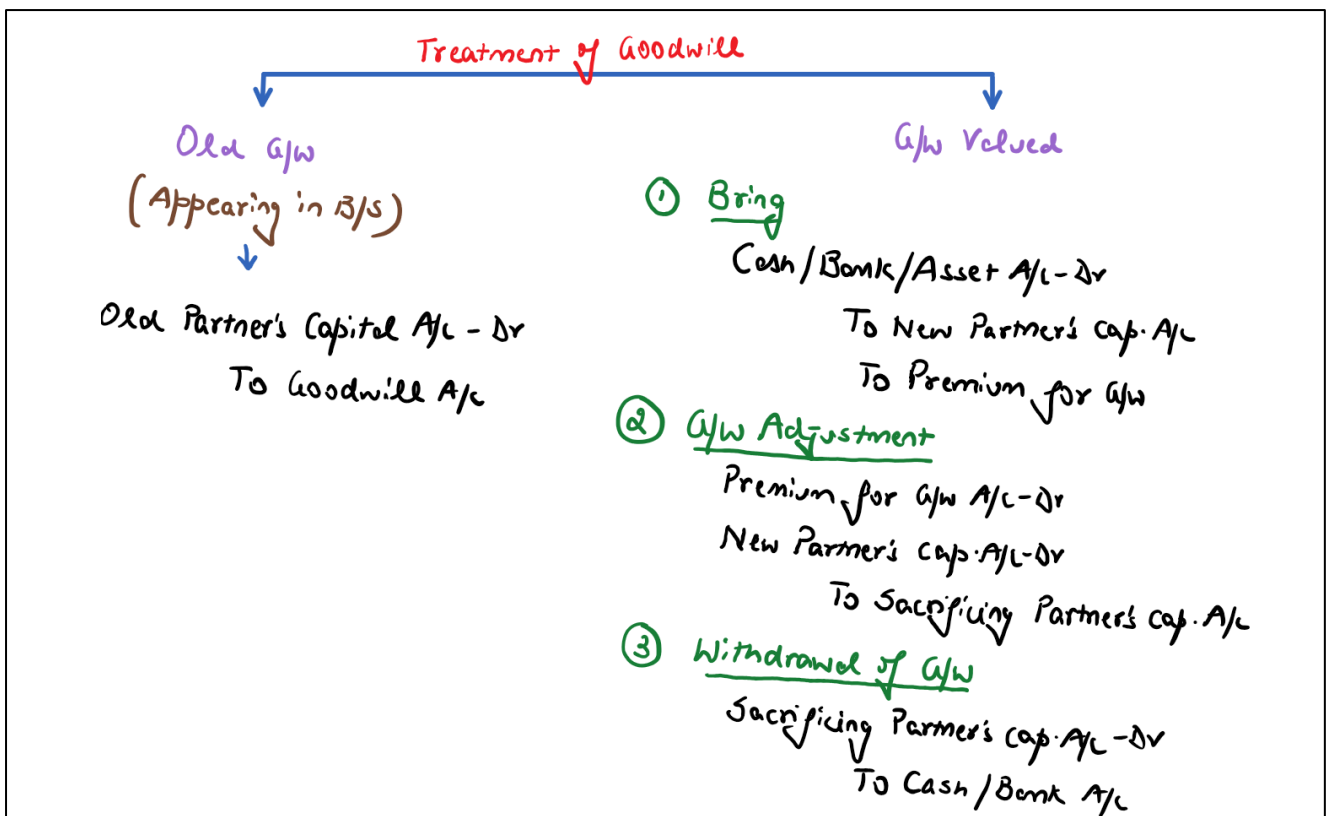 Treatment of Goodwill
Old G/W
(Appearing in B/S)
Old Partner's Capital A/c - Dr
To Goodwill A/c
G/W Valued
① Bring
Cash/Bank/Asset A/c - Dr
To New Partner's Cap. A/c
To Premium for G/W
② G/W Adjustment
Premium for G/W A/c - Dr
New Partner's Cap. A/c - Dr
To Sacrificing Partner's Cap. A/c
③ Withdrawal of G/W
Sacrificing Partner's Cap. A/c - Dr
To Cash/Bank A/c